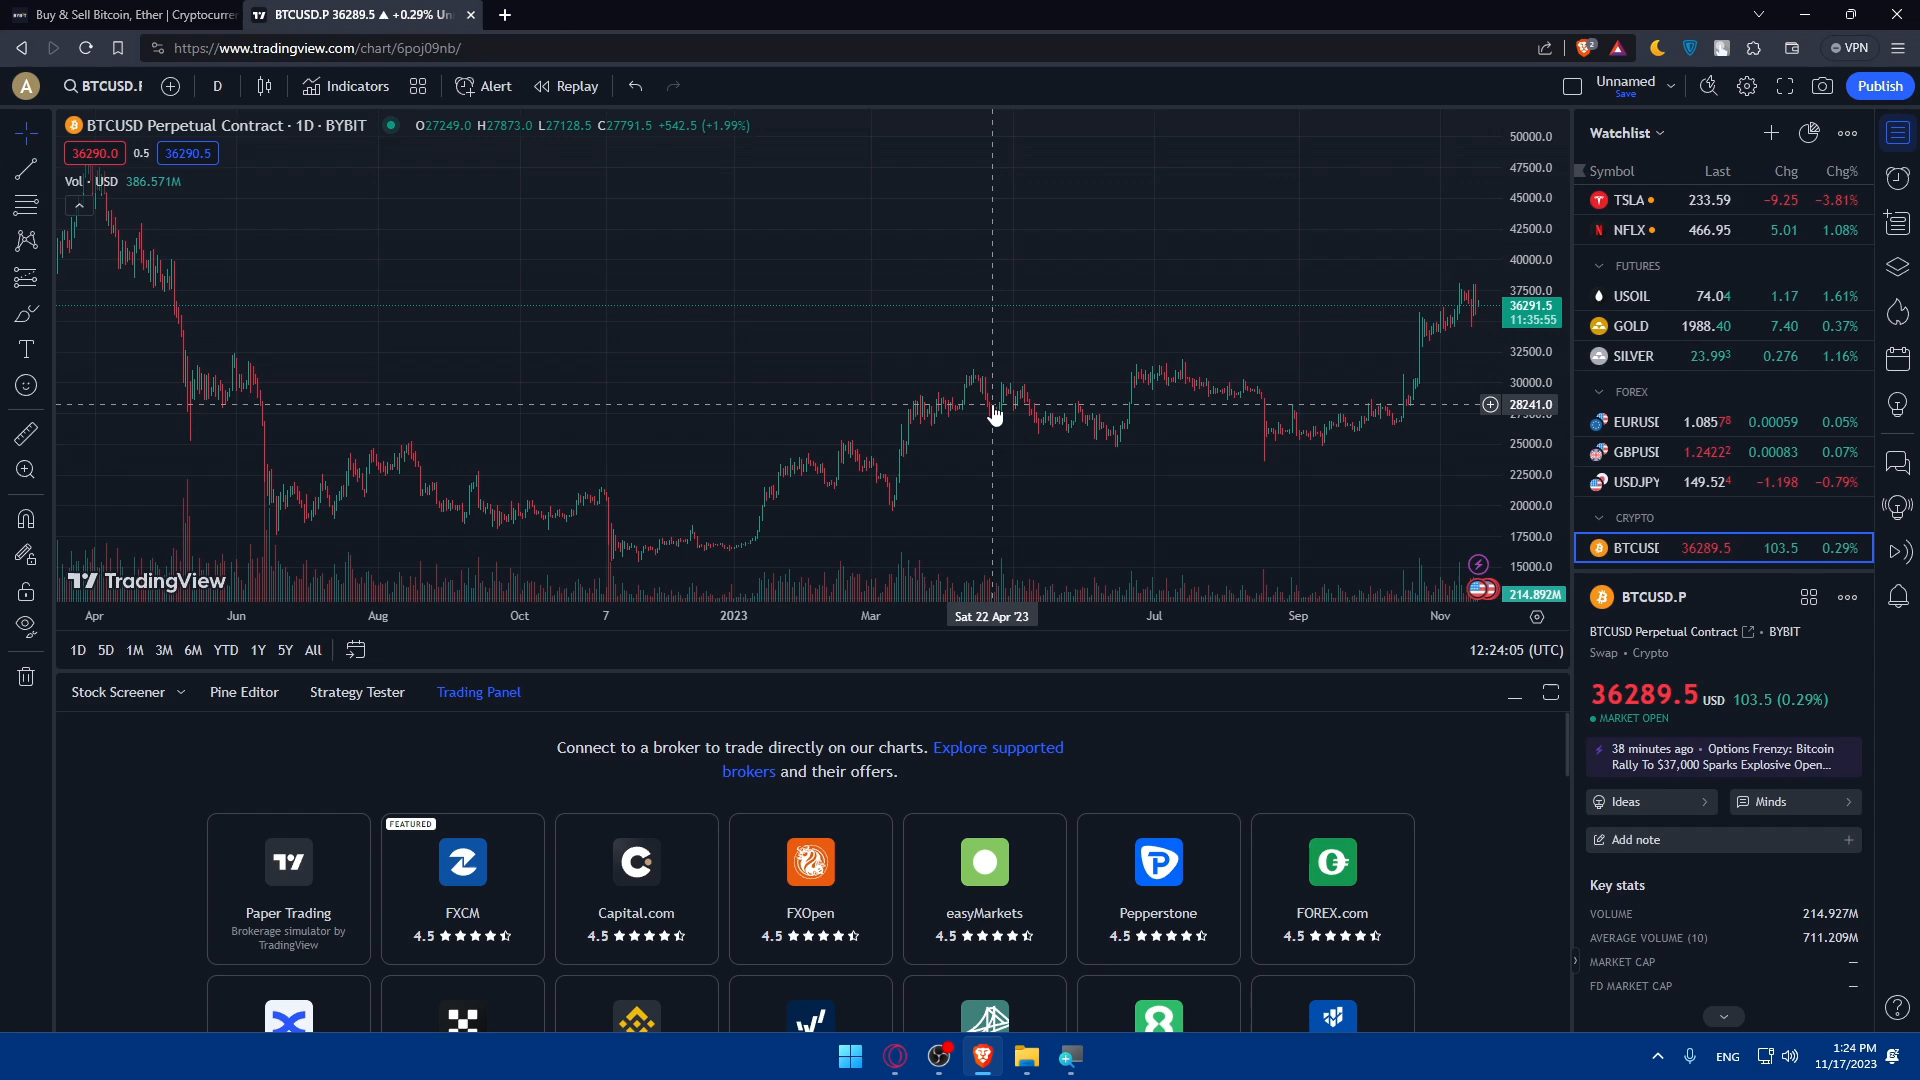 Buy & Sell Bitcoin, Ether | Cryptocurre
BTCUSD.P 36289.5 ▲ +0.29% Un
https://www.tradingview.com/chart/6poj09nb/
2
VPN
A
BTCUSD.P
D
Indicators
Alert
Replay
Unnamed
Save
Publish
BTCUSD Perpetual Contract · 1D · BYBIT
O27249.0 H27873.0 L27128.5 C27791.5 +542.5 (+1.99%)
36290.0 0.5 36290.5
Vol · USD 386.571M
50000.0
47500.0
45000.0
42500.0
40000.0
37500.0
36291.5
11:35:55
32500.0
30000.0
28241.0
25000.0
22500.0
20000.0
17500.0
15000.0
214.892M
TradingView
Apr Jun Aug Oct 7 2023 Mar Sat 22 Apr '23 Jul Sep Nov
1D 5D 1M 3M 6M YTD 1Y 5Y All
12:24:05 (UTC)
Stock Screener Pine Editor Strategy Tester Trading Panel
Connect to a broker to trade directly on our charts. Explore supported
brokers and their offers.
FEATURED
Paper Trading
Brokerage simulator by
TradingView
FXCM
4.5
Capital.com
4.5
FXOpen
4.5
easyMarkets
4.5
Pepperstone
4.5
FOREX.com
4.5
Watchlist
Symbol Last Chg Chg%
TSLA 233.59 −9.25 −3.81%
NFLX 466.95 5.01 1.08%
FUTURES
USOIL 74.04 1.17 1.61%
GOLD 1988.40 7.40 0.37%
SILVER 23.993 0.276 1.16%
FOREX
EURUSD 1.08578 0.00059 0.05%
GBPUSD 1.24222 0.00083 0.07%
USDJPY 149.524 −1.198 −0.79%
CRYPTO
BTCUSD 36289.5 103.5 0.29%
BTCUSD.P
BTCUSD Perpetual Contract • BYBIT
Swap • Crypto
36289.5 USD 103.5 (0.29%)
MARKET OPEN
38 minutes ago • Options Frenzy: Bitcoin
Rally To $37,000 Sparks Explosive Open...
Ideas
Minds
Add note
Key stats
VOLUME 214.927M
AVERAGE VOLUME (10) 711.209M
MARKET CAP —
FD MARKET CAP —
ENG
1:24 PM
11/17/2023